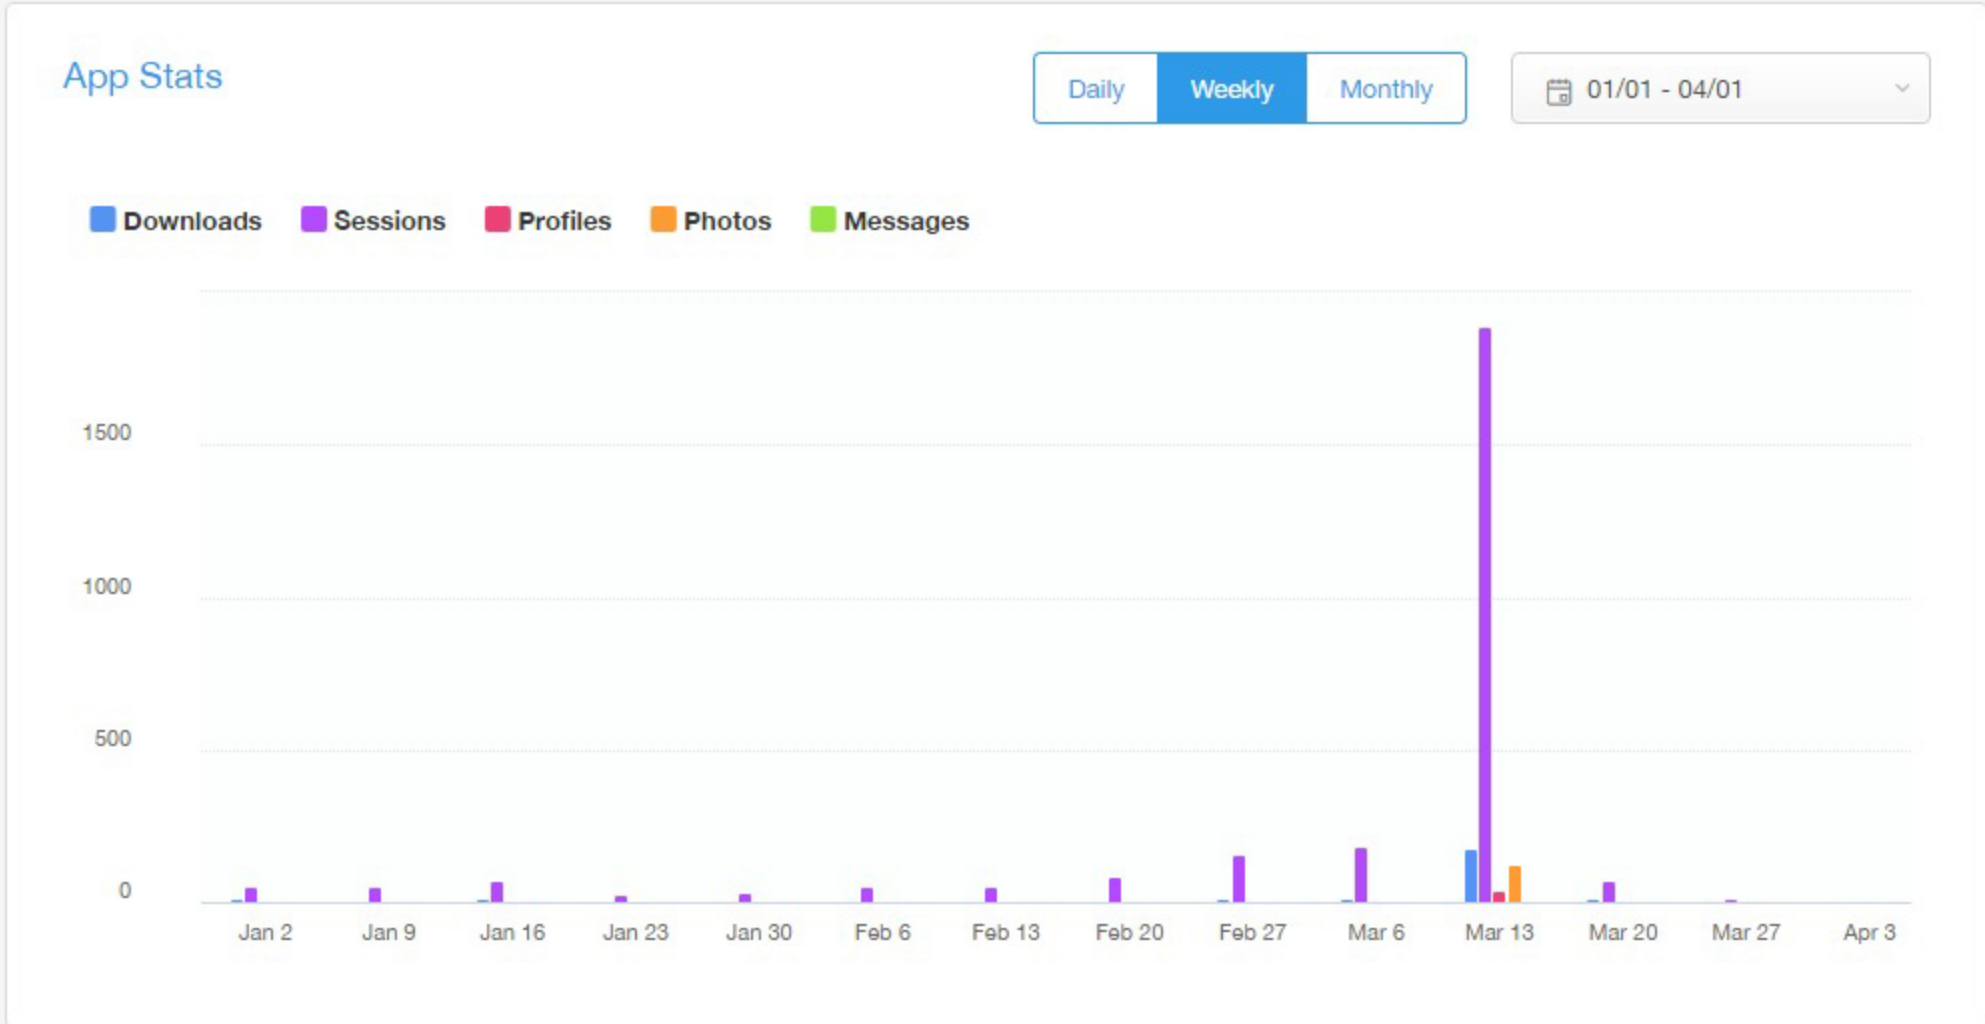 App Stats
Daily Weekly Monthly
01/01 - 04/01
Downloads Sessions Profiles Photos Messages
1500
1000
500
0
Jan 2 Jan 9 Jan 16 Jan 23 Jan 30 Feb 6 Feb 13 Feb 20 Feb 27 Mar 6 Mar 13 Mar 20 Mar 27 Apr 3